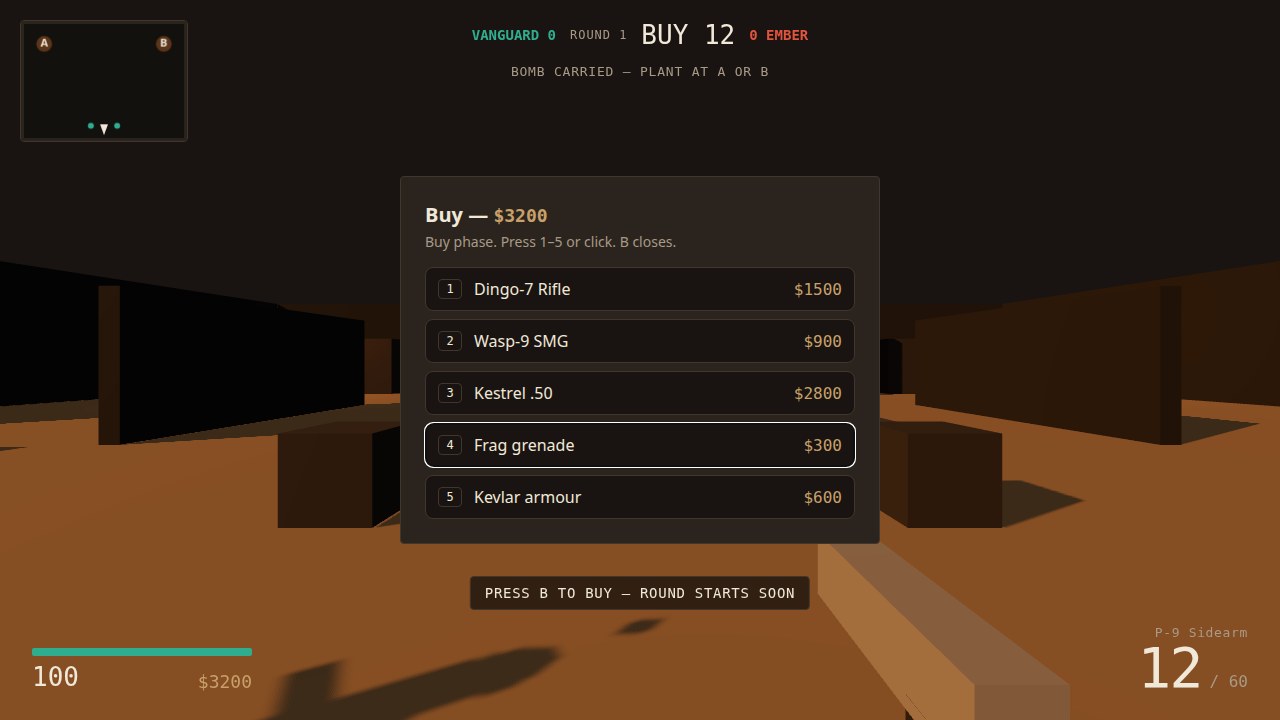 A B
VANGUARD 0 ROUND 1 BUY 12 0 EMBER
BOMB CARRIED — PLANT AT A OR B
Buy — $3200
Buy phase. Press 1–5 or click. B closes.
1 Dingo-7 Rifle $1500
2 Wasp-9 SMG $900
3 Kestrel .50 $2800
4 Frag grenade $300
5 Kevlar armour $600
PRESS B TO BUY — ROUND STARTS SOON
100 $3200
P-9 Sidearm
12 / 60